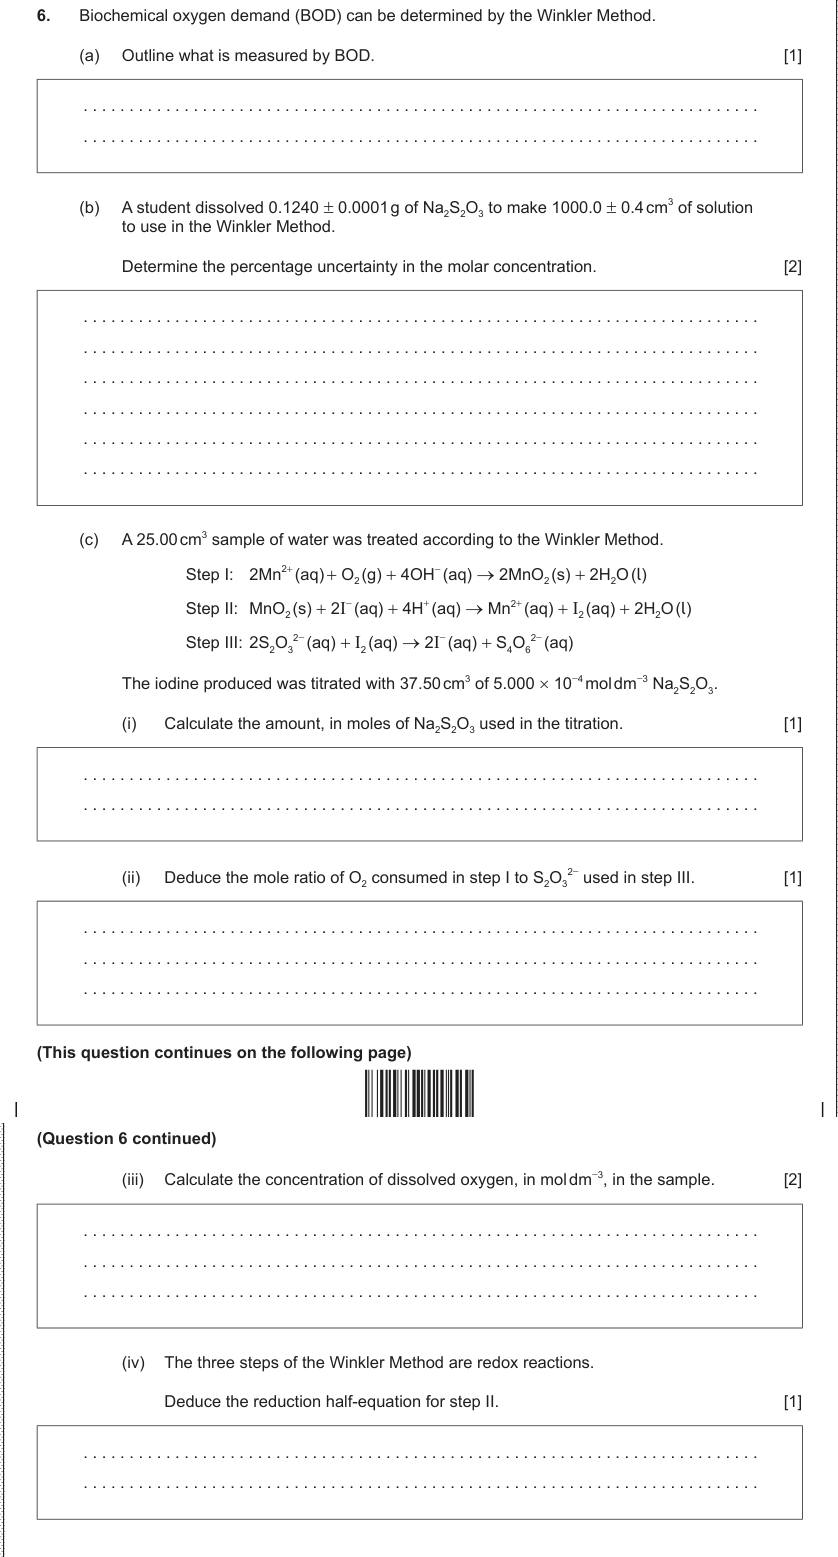 6. Biochemical oxygen demand (BOD) can be determined by the Winkler Method.
(a) Outline what is measured by BOD. [1]
(b) A student dissolved 0.1240 ± 0.0001 g of Na₂S₂O₃ to make 1000.0 ± 0.4 cm³ of solution
to use in the Winkler Method.
Determine the percentage uncertainty in the molar concentration. [2]
(c) A 25.00 cm³ sample of water was treated according to the Winkler Method.
Step I: 2Mn²⁺(aq) + O₂(g) + 4OH⁻(aq) → 2MnO₂(s) + 2H₂O(l)
Step II: MnO₂(s) + 2I⁻(aq) + 4H⁺(aq) → Mn²⁺(aq) + I₂(aq) + 2H₂O(l)
Step III: 2S₂O₃²⁻(aq) + I₂(aq) → 2I⁻(aq) + S₄O₆²⁻(aq)
The iodine produced was titrated with 37.50 cm³ of 5.000 × 10⁻⁴ mol dm⁻³ Na₂S₂O₃.
(i) Calculate the amount, in moles of Na₂S₂O₃ used in the titration. [1]
(ii) Deduce the mole ratio of O₂ consumed in step I to S₂O₃²⁻ used in step III. [1]
(This question continues on the following page)
(Question 6 continued)
(iii) Calculate the concentration of dissolved oxygen, in mol dm⁻³, in the sample. [2]
(iv) The three steps of the Winkler Method are redox reactions.
Deduce the reduction half-equation for step II. [1]